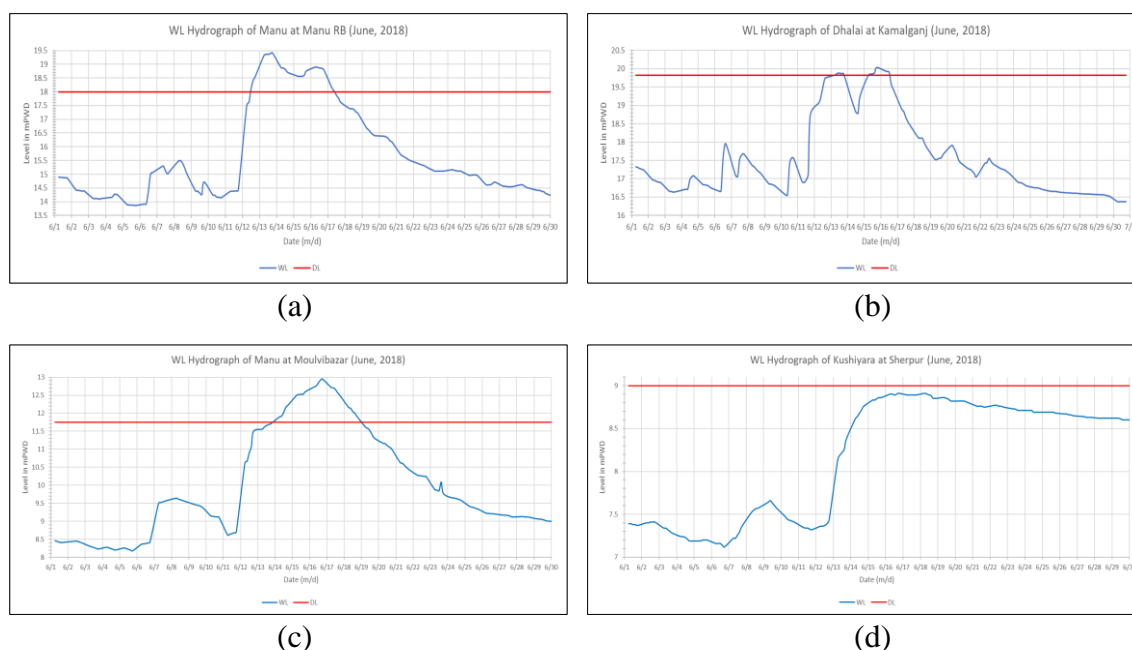 WL Hydrograph of Manu at Manu RB (June, 2018)
Level in mPWD
19.5
19
18.5
18
17.5
17
16.5
16
15.5
15
14.5
14
13.5
6/1 6/2 6/3 6/4 6/5 6/6 6/7 6/8 6/9 6/10 6/11 6/12 6/13 6/14 6/15 6/16 6/17 6/18 6/19 6/20 6/21 6/22 6/23 6/24 6/25 6/26 6/27 6/28 6/29 6/30
Date (m/d)
WL DL
(a)
WL Hydrograph of Dhalai at Kamalganj (June, 2018)
Level in mPWD
20.5
20
19.5
19
18.5
18
17.5
17
16.5
16
6/1 6/2 6/3 6/4 6/5 6/6 6/7 6/8 6/9 6/10 6/11 6/12 6/13 6/14 6/15 6/16 6/17 6/18 6/19 6/20 6/21 6/22 6/23 6/24 6/25 6/26 6/27 6/28 6/29 6/30 7/
Date (m/d)
WL DL
(b)
WL Hydrograph of Manu at Moulvibazar (June, 2018)
Level in mPWD
13
12.5
12
11.5
11
10.5
10
9.5
9
8.5
8
6/1 6/2 6/3 6/4 6/5 6/6 6/7 6/8 6/9 6/10 6/11 6/12 6/13 6/14 6/15 6/16 6/17 6/18 6/19 6/20 6/21 6/22 6/23 6/24 6/25 6/26 6/27 6/28 6/29 6/30
Date (m/d)
WL DL
(c)
WL Hydrograph of Kushiyara at Sherpur (June, 2018)
Level in mPWD
9
8.5
8
7.5
7
6/1 6/2 6/3 6/4 6/5 6/6 6/7 6/8 6/9 6/10 6/11 6/12 6/13 6/14 6/15 6/16 6/17 6/18 6/19 6/20 6/21 6/22 6/23 6/24 6/25 6/26 6/27 6/28 6/29 6/3
Date (m/d)
WL DL
(d)